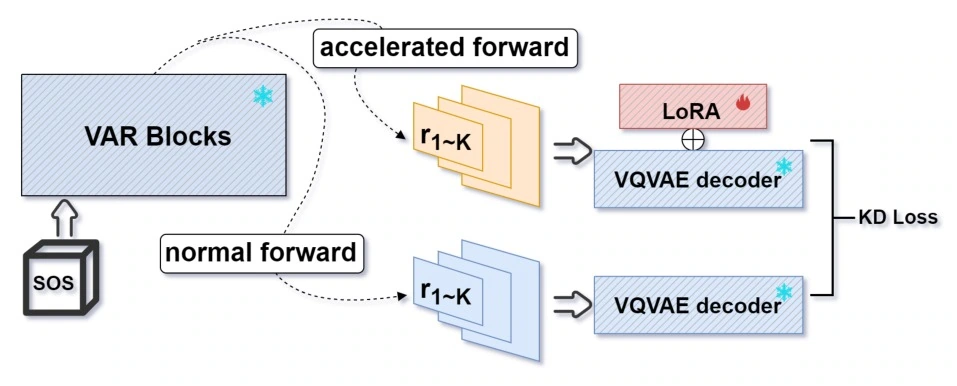 accelerated forward
VAR Blocks
r1~K
LoRA
VQVAE decoder
KD Loss
SOS
normal forward
r1~K
VQVAE decoder